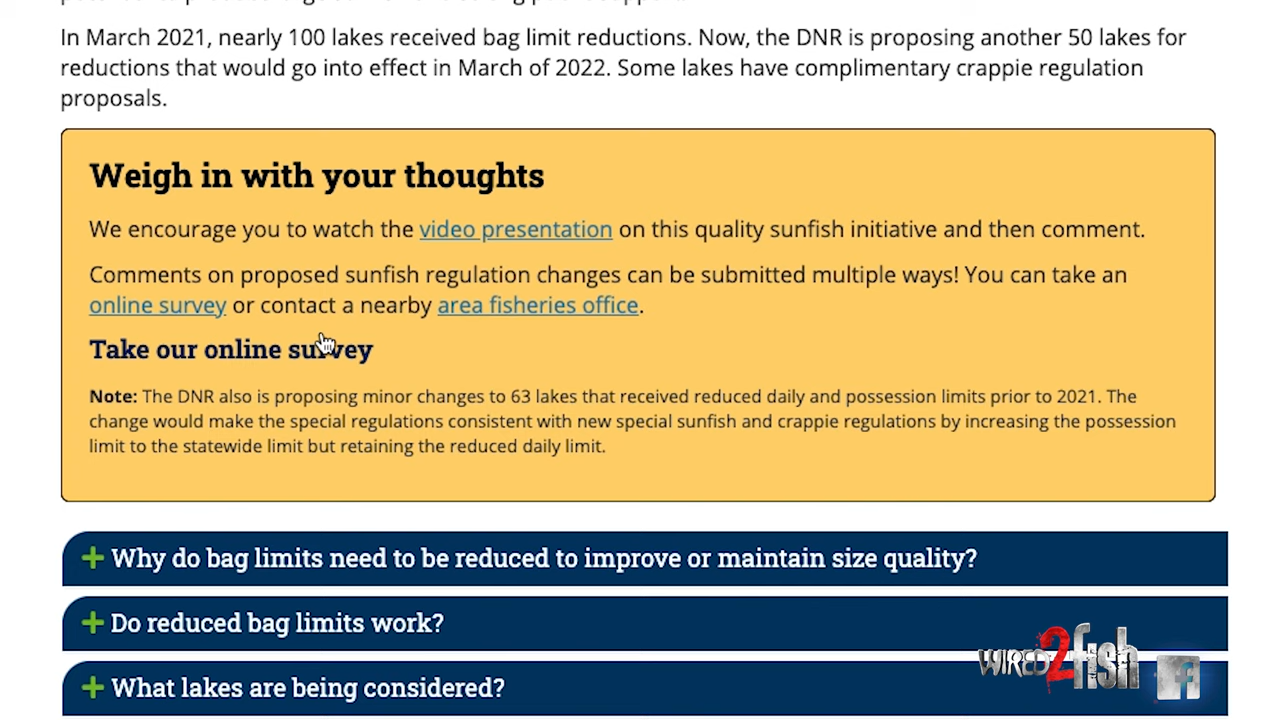 In March 2021, nearly 100 lakes received bag limit reductions. Now, the DNR is proposing another 50 lakes for
reductions that would go into effect in March of 2022. Some lakes have complimentary crappie regulation
proposals.
Weigh in with your thoughts
We encourage you to watch the video presentation on this quality sunfish initiative and then comment.
Comments on proposed sunfish regulation changes can be submitted multiple ways! You can take an
online survey or contact a nearby area fisheries office.
Take our online survey
Note: The DNR also is proposing minor changes to 63 lakes that received reduced daily and possession limits prior to 2021. The
change would make the special regulations consistent with new special sunfish and crappie regulations by increasing the possession
limit to the statewide limit but retaining the reduced daily limit.
+ Why do bag limits need to be reduced to improve or maintain size quality?
+ Do reduced bag limits work?
+ What lakes are being considered?
WIRED2fish
f